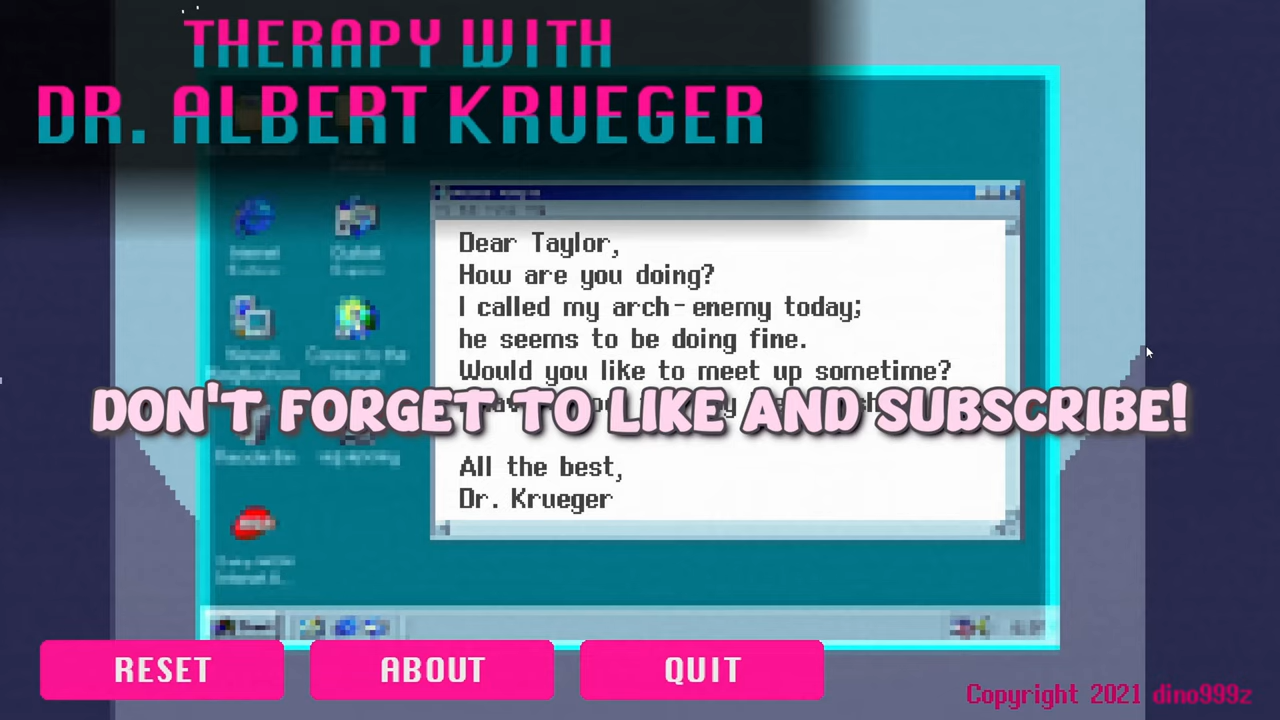 THERAPY WITH
DR. ALBERT KRUEGER
Dear Taylor,
How are you doing?
I called my arch-enemy today;
he seems to be doing fine.
Would you like to meet up sometime?
DON'T FORGET TO LIKE AND SUBSCRIBE!
All the best,
Dr. Krueger
RESET
ABOUT
QUIT
Copyright 2021 dino999z